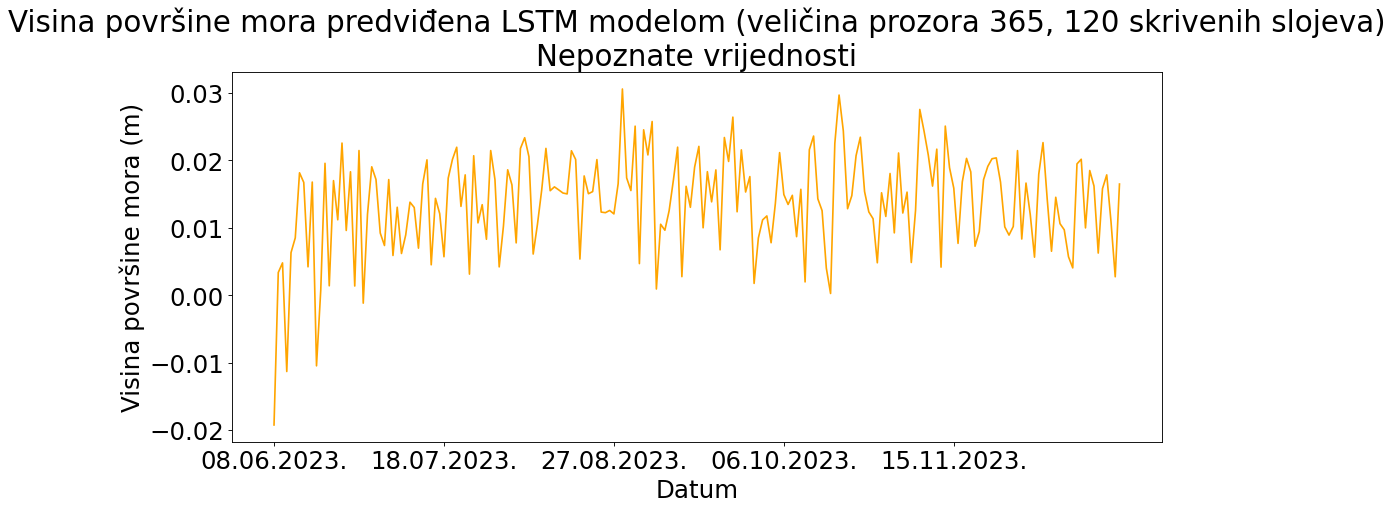 Visina površine mora predviđena LSTM modelom (veličina prozora 365, 120 skrivenih slojeva)
Nepoznate vrijednosti
Visina površine mora (m)
0.03
0.02
0.01
0.00
−0.01
−0.02
08.06.2023. 18.07.2023. 27.08.2023. 06.10.2023. 15.11.2023.
Datum